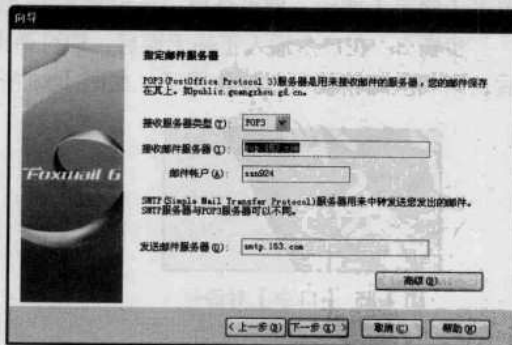 向导
指定邮件服务器
POP3(PostOffice Protocol 3)服务器是用来接收邮件的服务器，您的邮件保存
在其上。如public.guangzhou.gd.cn。
接收服务器类型(T): POP3
接收邮件服务器(I):
邮件帐户(A): ssn924
SMTP(Simple Mail Transfer Protocol)服务器用来中转发送您发出的邮件。
SMTP服务器与POP3服务器可以不同。
发送邮件服务器(O): smtp.163.com
高级(Q)
<上一步(B) 下一步(X)> 取消(C) 帮助(H)
Foxmail 6